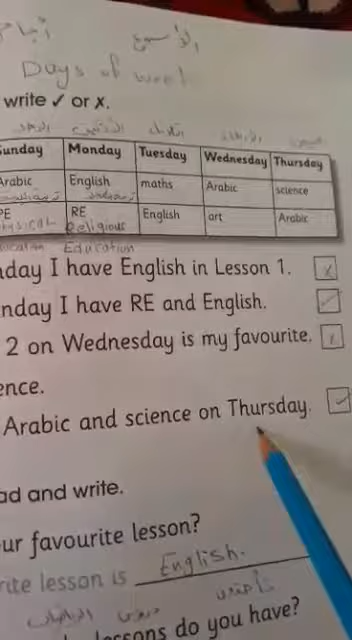 الأسبوع
Days of week
write ✓ or x.
Sunday Monday Tuesday Wednesday Thursday
Arabic English maths Arabic science
PE RE English art Arabic
Physical Religious
Education Education
nday I have English in Lesson 1. x
nday I have RE and English. ✓
2 on Wednesday is my favourite. x
ence.
Arabic and science on Thursday. ✓
ad and write.
ur favourite lesson?
rite lesson is English.
lessons do you have?